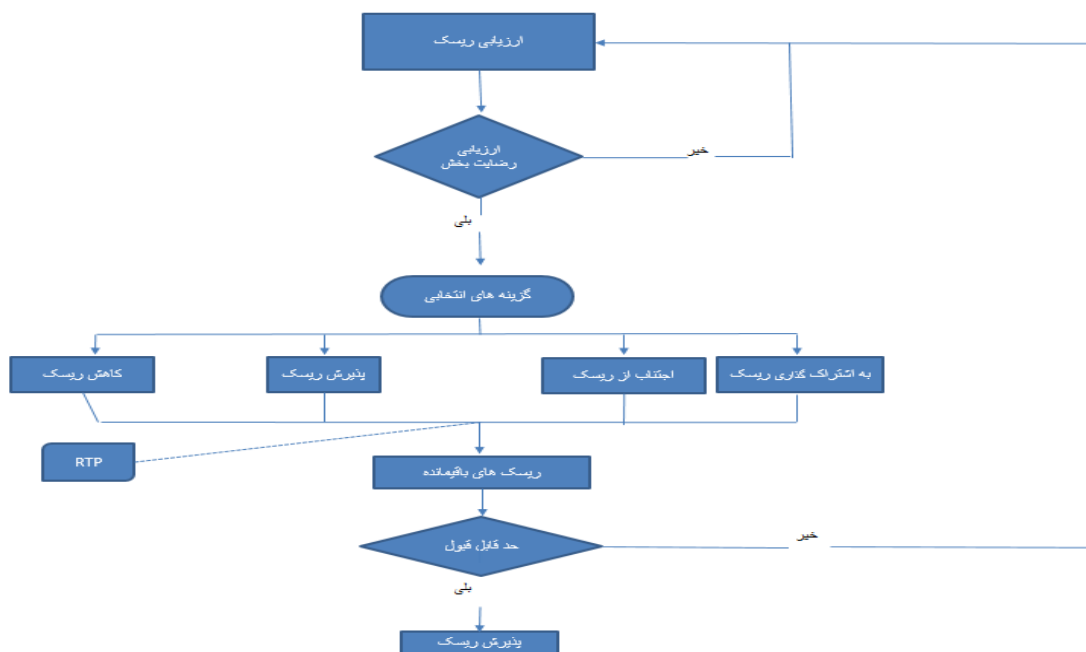 ارزیابی ریسک
ارزیابی
رضایت بخش
خیر
بلی
گزینه های انتخابی
به اشتراک گذاری ریسک
اجتناب از ریسک
پذیرش ریسک
کاهش ریسک
RTP
ریسک های باقیمانده
حد قابل قبول
خیر
بلی
پذیرش ریسک